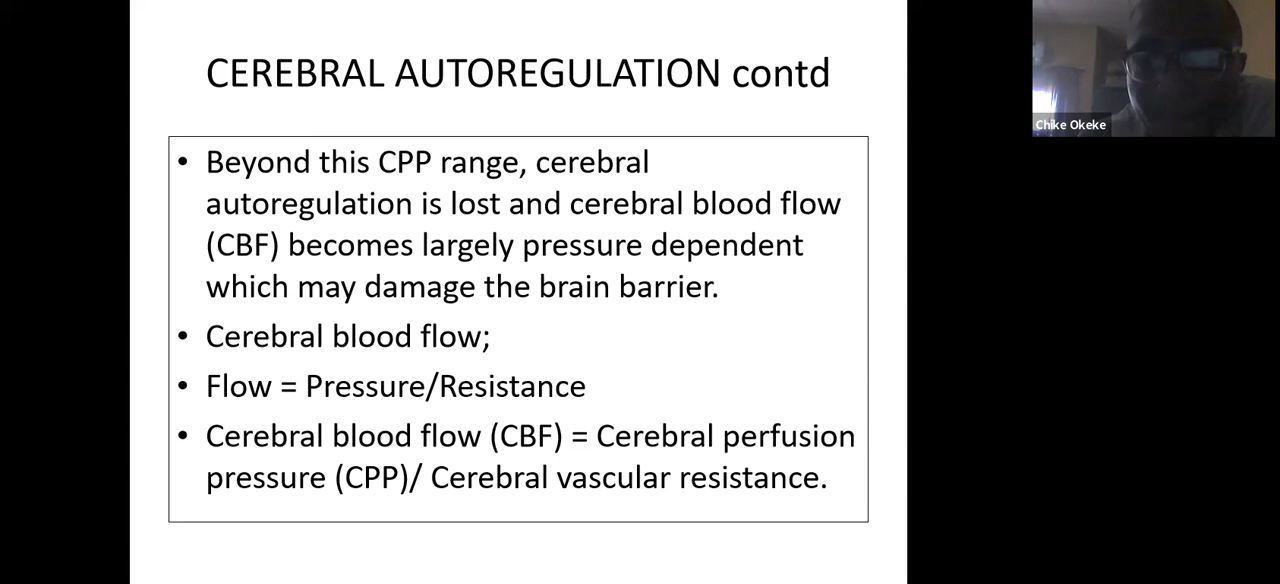 CEREBRAL AUTOREGULATION contd
• Beyond this CPP range, cerebral
autoregulation is lost and cerebral blood flow
(CBF) becomes largely pressure dependent
which may damage the brain barrier.
• Cerebral blood flow;
• Flow = Pressure/Resistance
• Cerebral blood flow (CBF) = Cerebral perfusion
pressure (CPP)/ Cerebral vascular resistance.
Chike Okeke